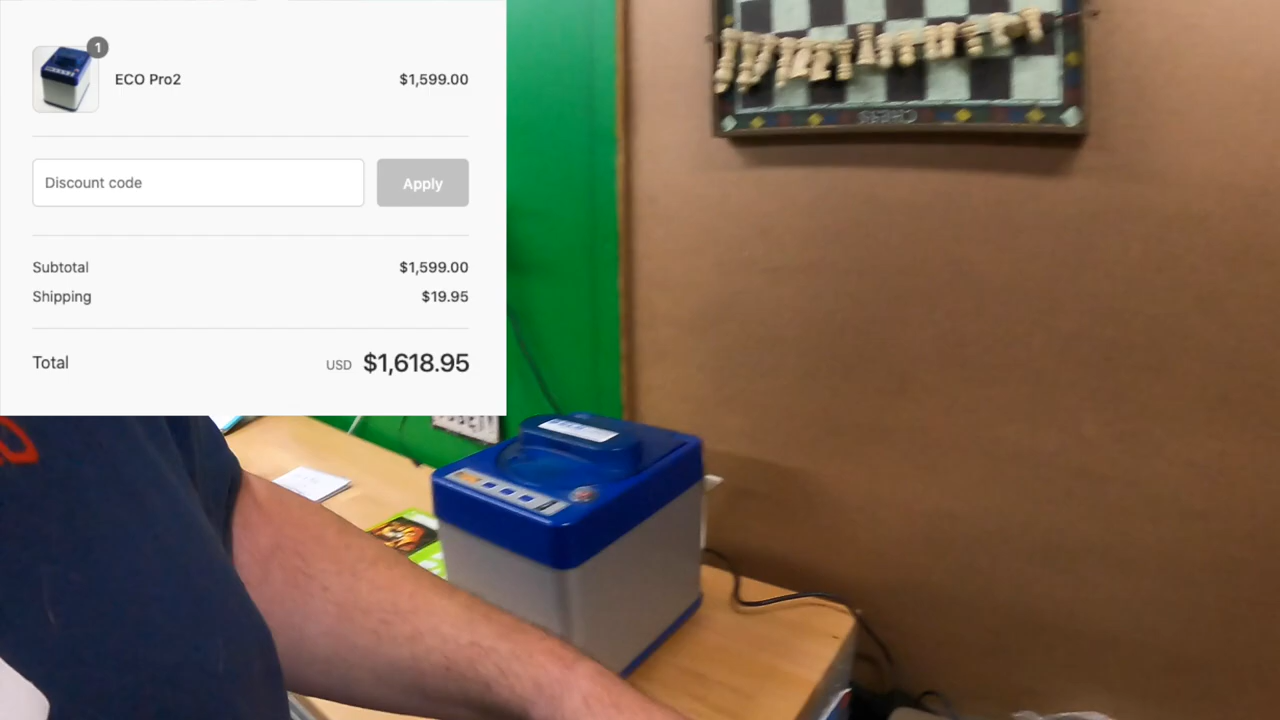 1
ECO Pro2 $1,599.00
Discount code Apply
Subtotal $1,599.00
Shipping $19.95
Total USD $1,618.95
CHESS